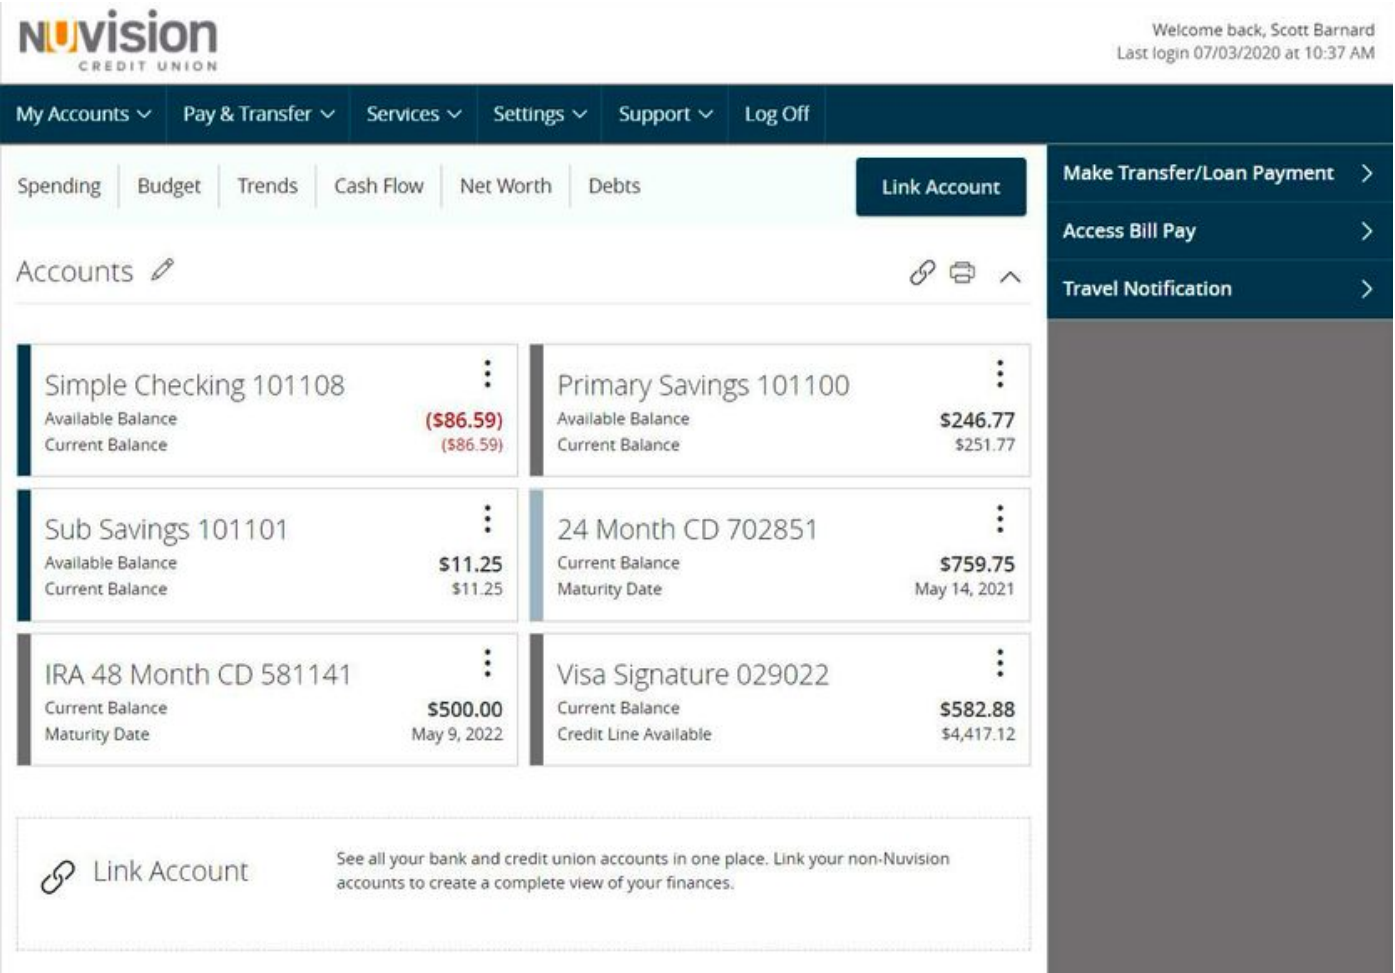 NUVISION
CREDIT UNION
Welcome back, Scott Barnard
Last login 07/03/2020 at 10:37 AM
My Accounts Pay & Transfer Services Settings Support Log Off
Spending Budget Trends Cash Flow Net Worth Debts Link Account
Make Transfer/Loan Payment
Access Bill Pay
Travel Notification
Accounts
Simple Checking 101108
Available Balance ($86.59)
Current Balance ($86.59)
Primary Savings 101100
Available Balance $246.77
Current Balance $251.77
Sub Savings 101101
Available Balance $11.25
Current Balance $11.25
24 Month CD 702851
Current Balance $759.75
Maturity Date May 14, 2021
IRA 48 Month CD 581141
Current Balance $500.00
Maturity Date May 9, 2022
Visa Signature 029022
Current Balance $582.88
Credit Line Available $4,417.12
Link Account
See all your bank and credit union accounts in one place. Link your non-Nuvision
accounts to create a complete view of your finances.